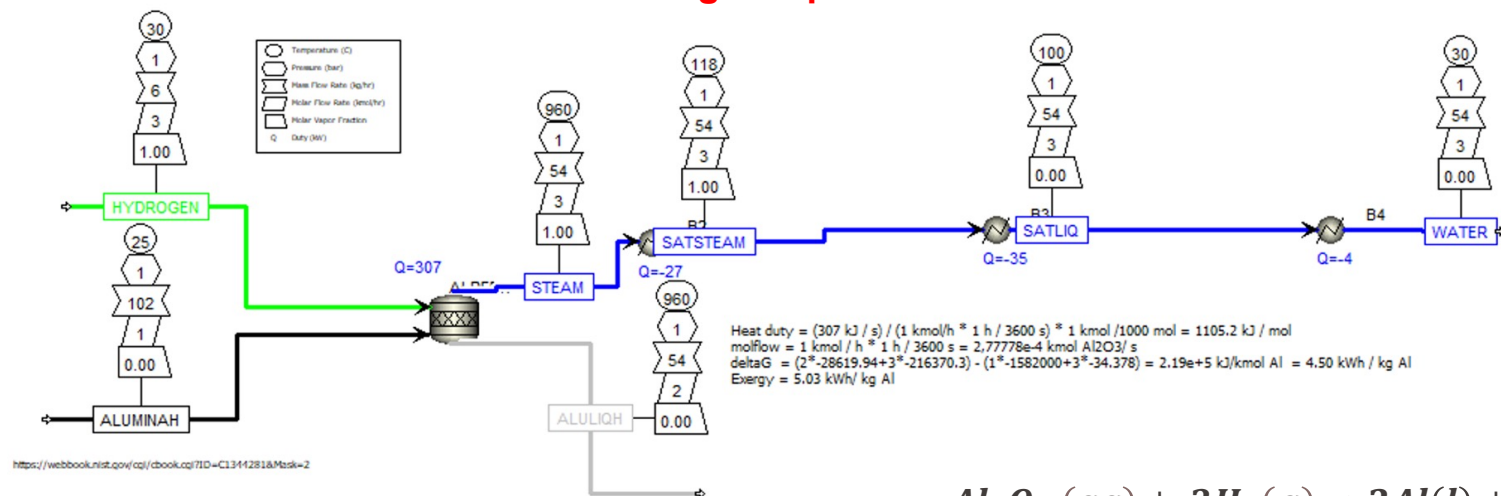 30
1
6
3
1.00
HYDROGEN
Temperature (C)
Pressure (bar)
Mass Flow Rate (kg/hr)
Molar Flow Rate (kmol/hr)
Molar Vapor Fraction
Q Duty (kW)
25
1
102
1
0.00
ALUMINAH
Q=307
960
1
54
3
1.00
STEAM
118
1
54
3
1.00
B2
SATSTEAM
Q=-27
960
1
54
2
0.00
ALULIQH
100
1
54
3
0.00
B3
SATLIQ
Q=-35
B4
Q=-4
30
1
54
3
0.00
WATER
Heat duty = (307 kJ / s) / (1 kmol/h * 1 h / 3600 s) * 1 kmol /1000 mol = 1105.2 kJ / mol
molflow = 1 kmol / h * 1 h / 3600 s = 2,77778e-4 kmol Al2O3/ s
deltaG = (2*-28619.94+3*-216370.3) - (1*-1582000+3*-34.378) = 2.19e+5 kJ/kmol Al = 4.50 kWh / kg Al
Exergy = 5.03 kWh/ kg Al
https://webbook.nist.gov/cgi/cbook.cgi?ID=C1344281&Mask=2